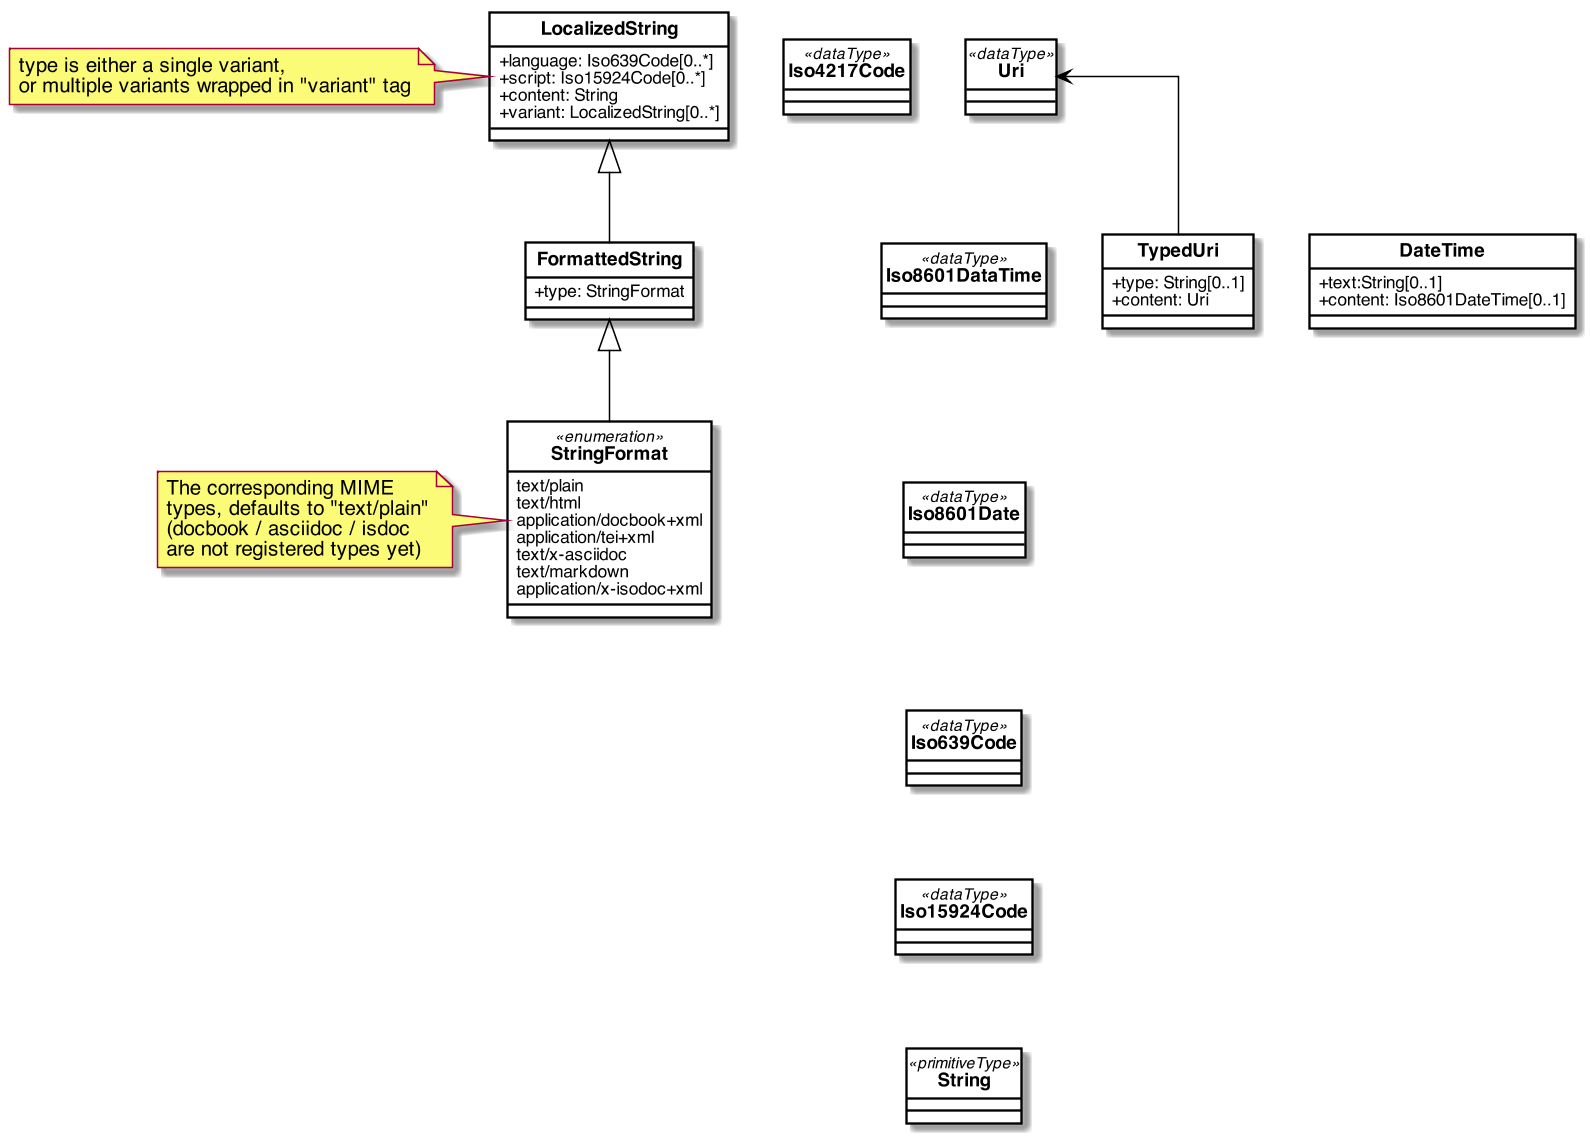 type is either a single variant,
or multiple variants wrapped in "variant" tag
LocalizedString
+language: Iso639Code[0..*]
+script: Iso15924Code[0..*]
+content: String
+variant: LocalizedString[0..*]
«dataType»
Iso4217Code
«dataType»
Uri
FormattedString
+type: StringFormat
«dataType»
Iso8601DataTime
TypedUri
+type: String[0..1]
+content: Uri
DateTime
+text:String[0..1]
+content: Iso8601DateTime[0..1]
The corresponding MIME
types, defaults to "text/plain"
(docbook / asciidoc / isdoc
are not registered types yet)
«enumeration»
StringFormat
text/plain
text/html
application/docbook+xml
application/tei+xml
text/x-asciidoc
text/markdown
application/x-isodoc+xml
«dataType»
Iso8601Date
«dataType»
Iso639Code
«dataType»
Iso15924Code
«primitiveType»
String